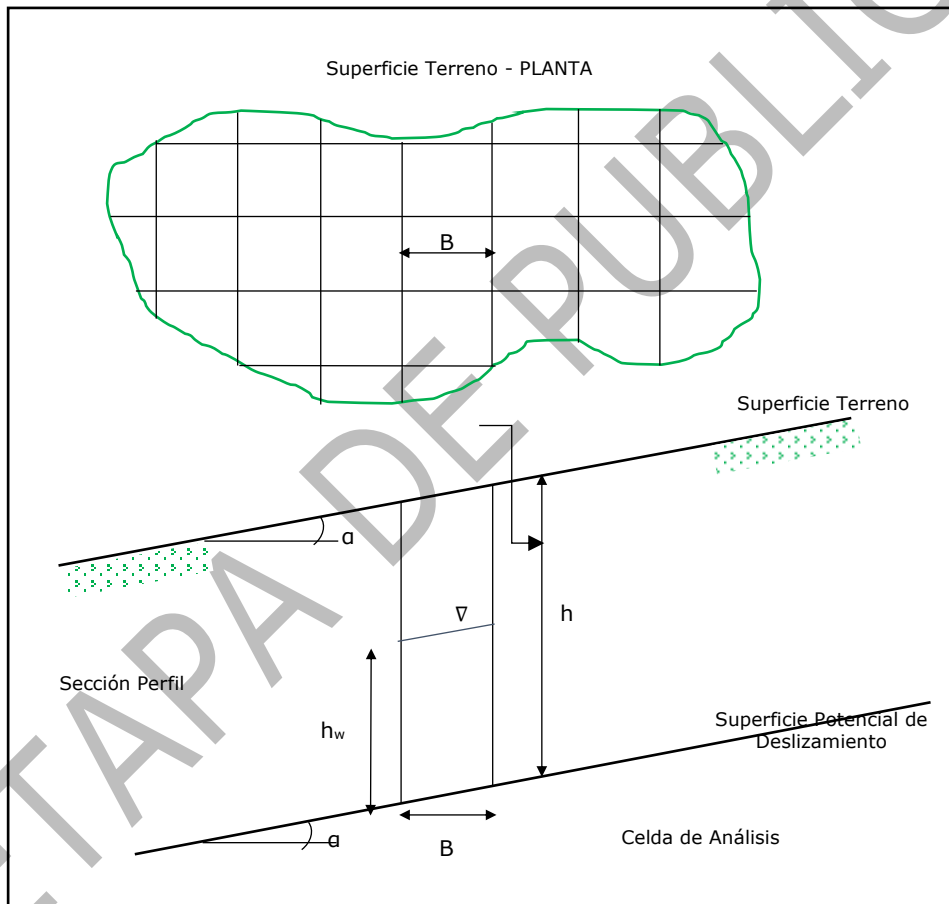 Superficie Terreno - PLANTA
B
Superficie Terreno
α
∇
h
Sección Perfil
hw
Superficie Potencial de
Deslizamiento
α
B
Celda de Análisis
ETAPA DE PUBLIC